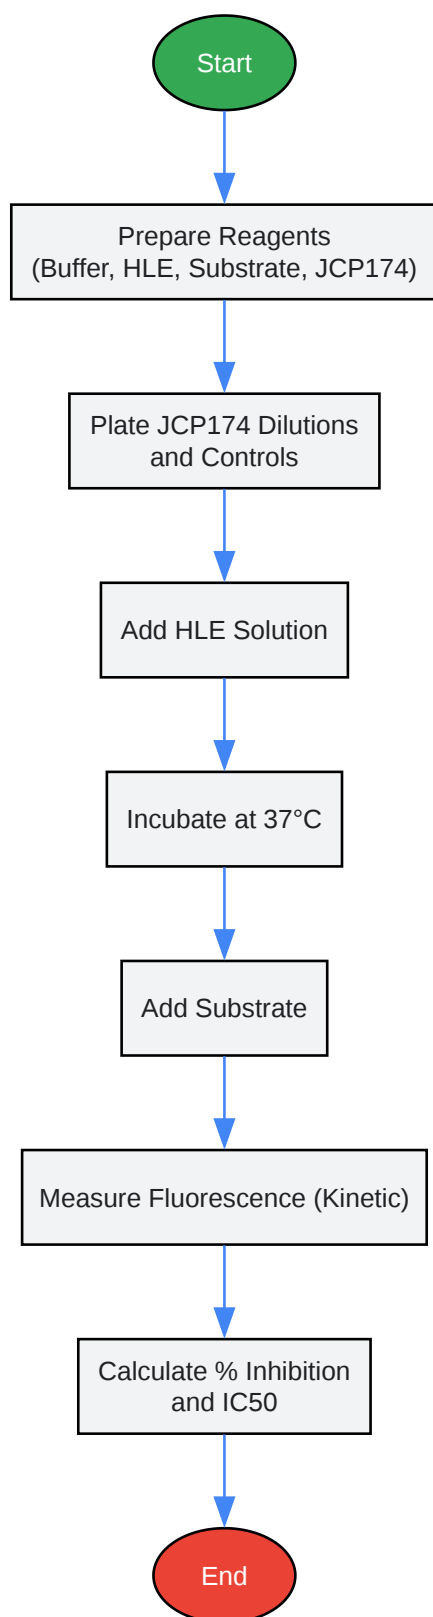 Start
Prepare Reagents
(Buffer, HLE, Substrate, JCP174)
Plate JCP174 Dilutions
and Controls
Add HLE Solution
Incubate at 37°C
Add Substrate
Measure Fluorescence (Kinetic)
Calculate % Inhibition
and IC50
End